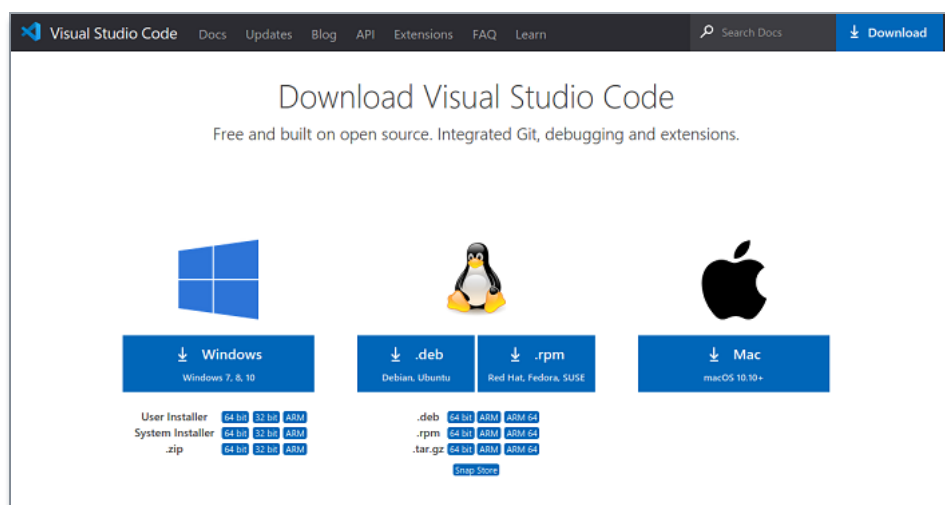 Visual Studio Code Docs Updates Blog API Extensions FAQ Learn Search Docs Download
Download Visual Studio Code
Free and built on open source. Integrated Git, debugging and extensions.
Windows
Windows 7, 8, 10
.deb
Debian, Ubuntu
.rpm
Red Hat, Fedora, SUSE
Mac
macOS 10.10+
User Installer 64 bit 32 bit ARM
System Installer 64 bit 32 bit ARM
.zip 64 bit 32 bit ARM
.deb 64 bit ARM ARM 64
.rpm 64 bit ARM ARM 64
.tar.gz 64 bit ARM ARM 64
Snap Store